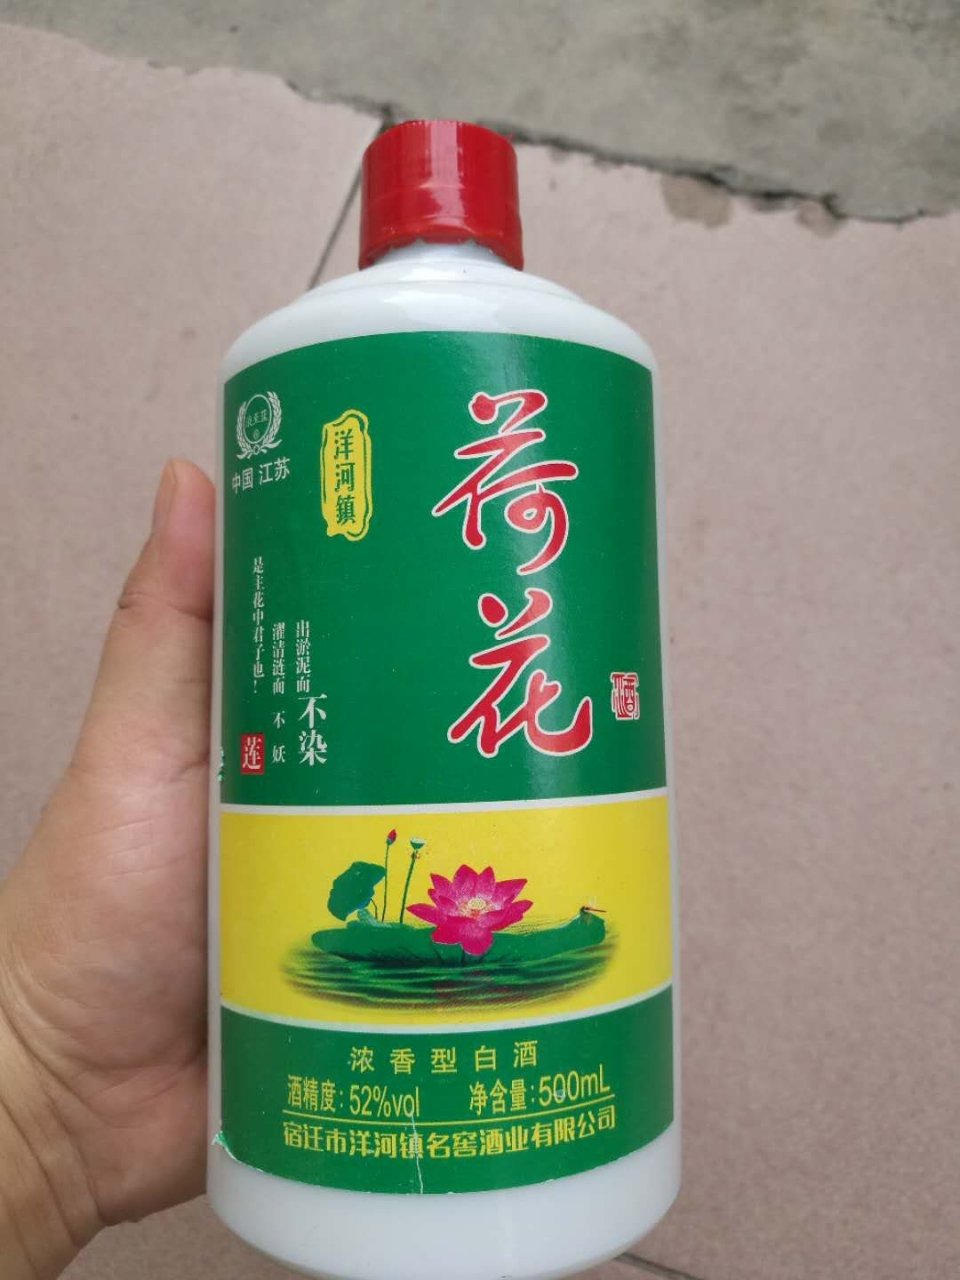 中国 江苏
洋河鎮
荷花
酒
出淤泥而不染
濯清涟而不妖
是主花中君子也！
莲
浓香型白酒
酒精度：52%vol 净含量：500mL
宿迁市洋河镇名窖酒业有限公司